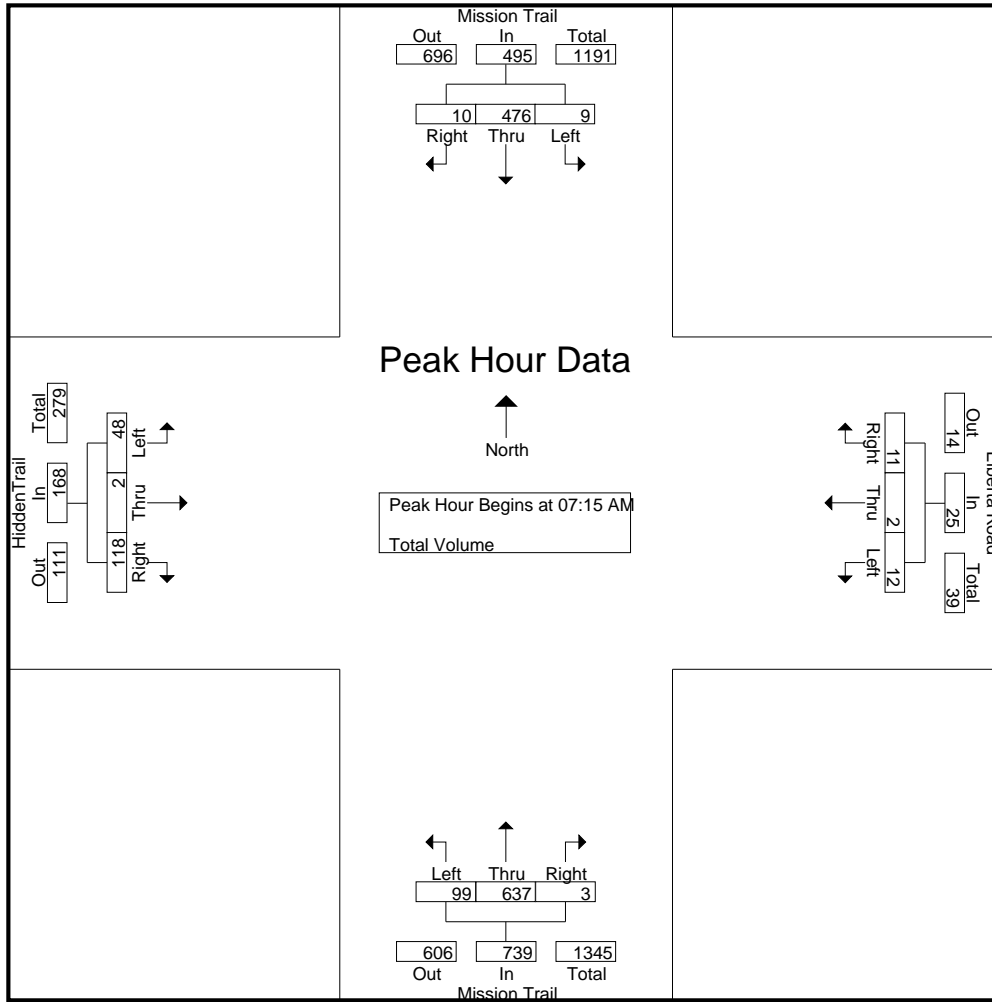 Mission Trail
Out In Total
696 495 1191
10 476 9
Right Thru Left
Peak Hour Data
North
Peak Hour Begins at 07:15 AM
Total Volume
HiddenTrail
Total In Out
279 168 111
48 2 118
Left Thru Right
Out In Total
14 25 39
11 2 12
Right Thru Left
Left Thru Right
99 637 3
606 739 1345
Out In Total
Mission Trail